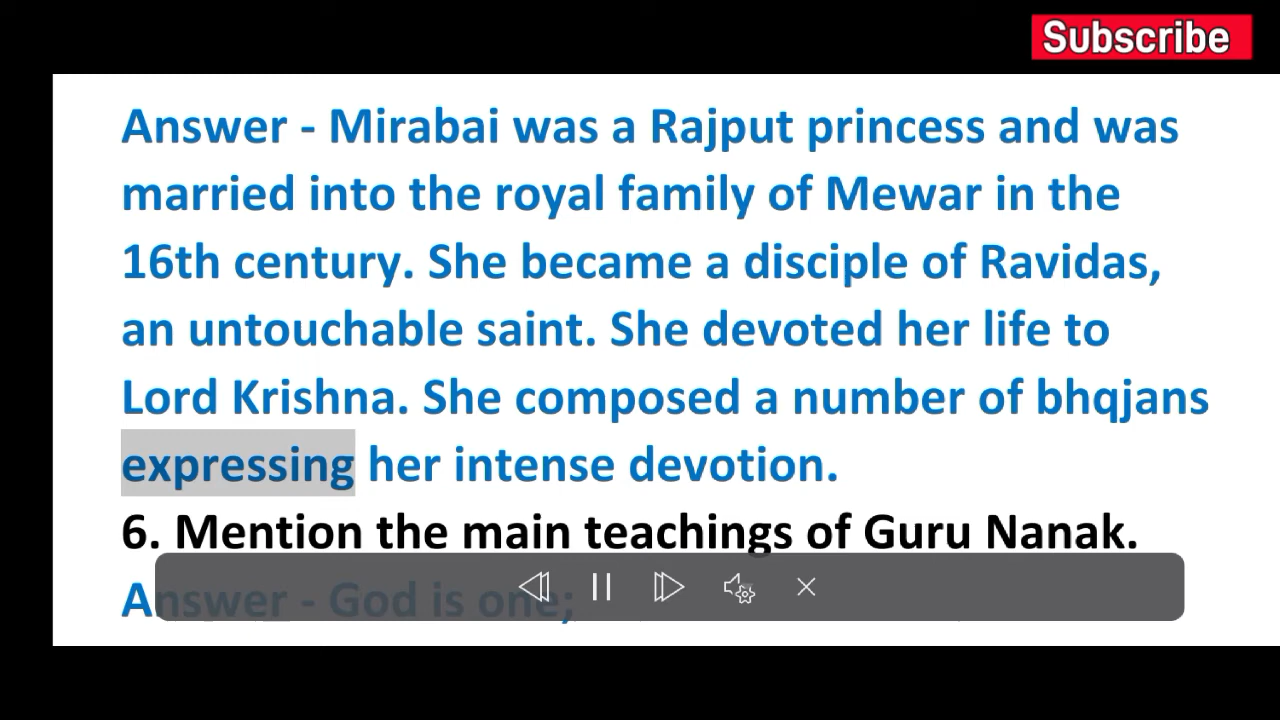 Subscribe
Answer - Mirabai was a Rajput princess and was
married into the royal family of Mewar in the
16th century. She became a disciple of Ravidas,
an untouchable saint. She devoted her life to
Lord Krishna. She composed a number of bhqjans
expressing her intense devotion.
6. Mention the main teachings of Guru Nanak.
Answer - God is one;